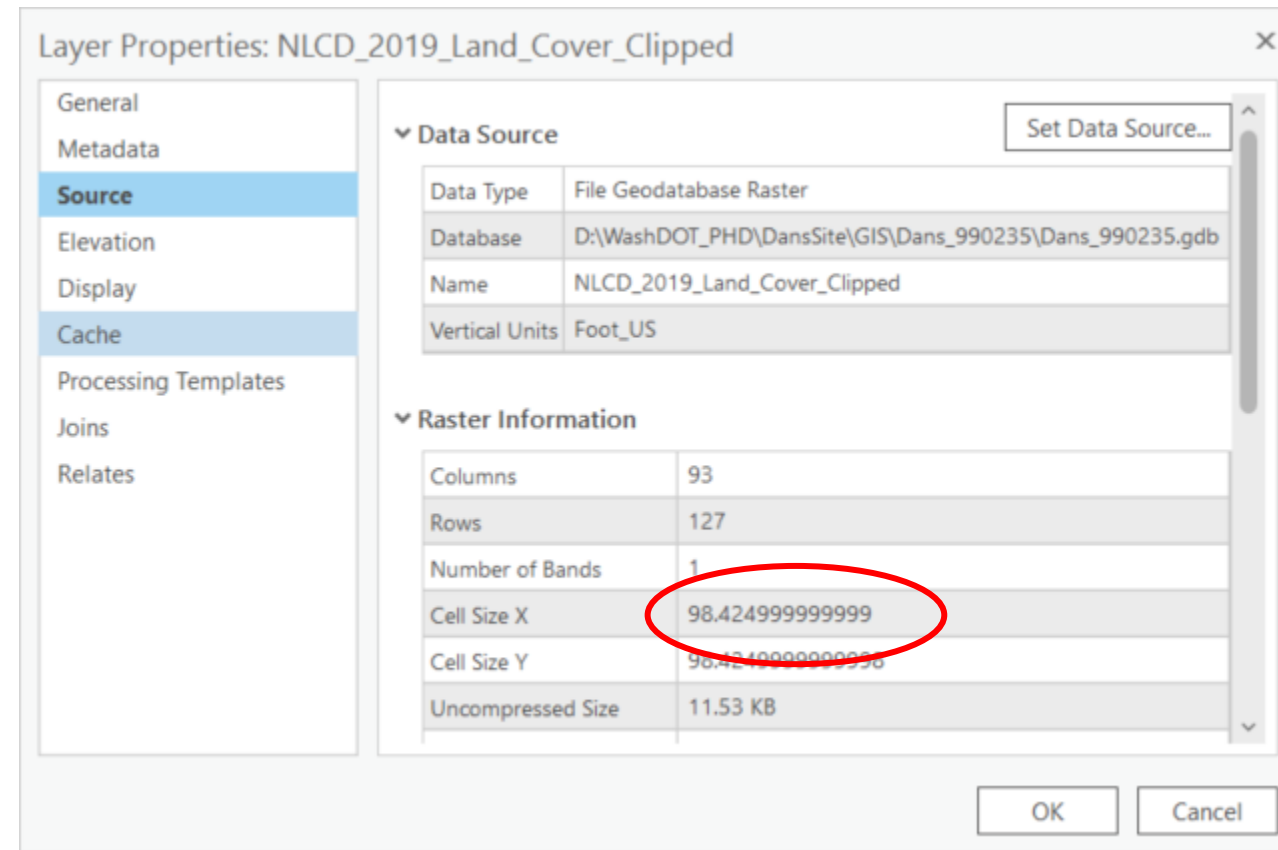 Layer Properties: NLCD_2019_Land_Cover_Clipped
General
Metadata
Source
Elevation
Display
Cache
Processing Templates
Joins
Relates
Data Source
Set Data Source...
Data Type File Geodatabase Raster
Database D:\WashDOT_PHD\DansSite\GIS\Dans_990235\Dans_990235.gdb
Name NLCD_2019_Land_Cover_Clipped
Vertical Units Foot_US
Raster Information
Columns 93
Rows 127
Number of Bands 1
Cell Size X 98.424999999999
Cell Size Y 98.4249999999998
Uncompressed Size 11.53 KB
OK Cancel